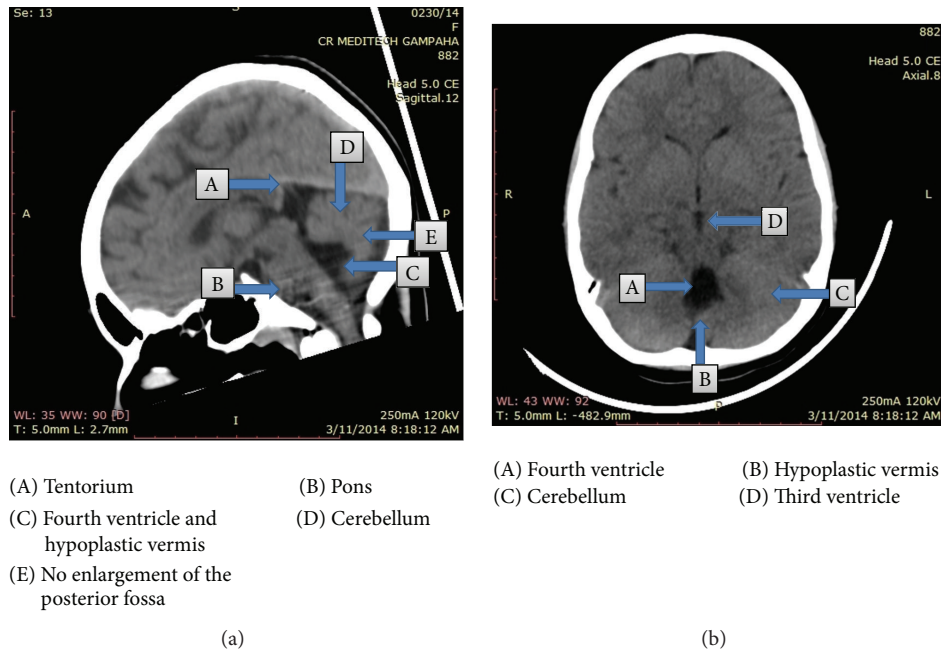 Se: 13
0230/14
F
CR MEDITECH GAMPAHA
882
Head 5.0 CE
Sagittal.12
A
P
D
A
E
C
B
WL: 35 WW: 90 [D]
T: 5.0mm L: 2.7mm
I
250mA 120kV
3/11/2014 8:18:12 AM
882
Head 5.0 CE
Axial.8
R
L
D
A
C
B
WL: 43 WW: 92
T: 5.0mm L: -482.9mm
P
250mA 120kV
3/11/2014 8:18:12 AM
(A) Tentorium
(B) Pons
(C) Fourth ventricle and
hypoplastic vermis
(D) Cerebellum
(E) No enlargement of the
posterior fossa
(a)
(A) Fourth ventricle
(B) Hypoplastic vermis
(C) Cerebellum
(D) Third ventricle
(b)